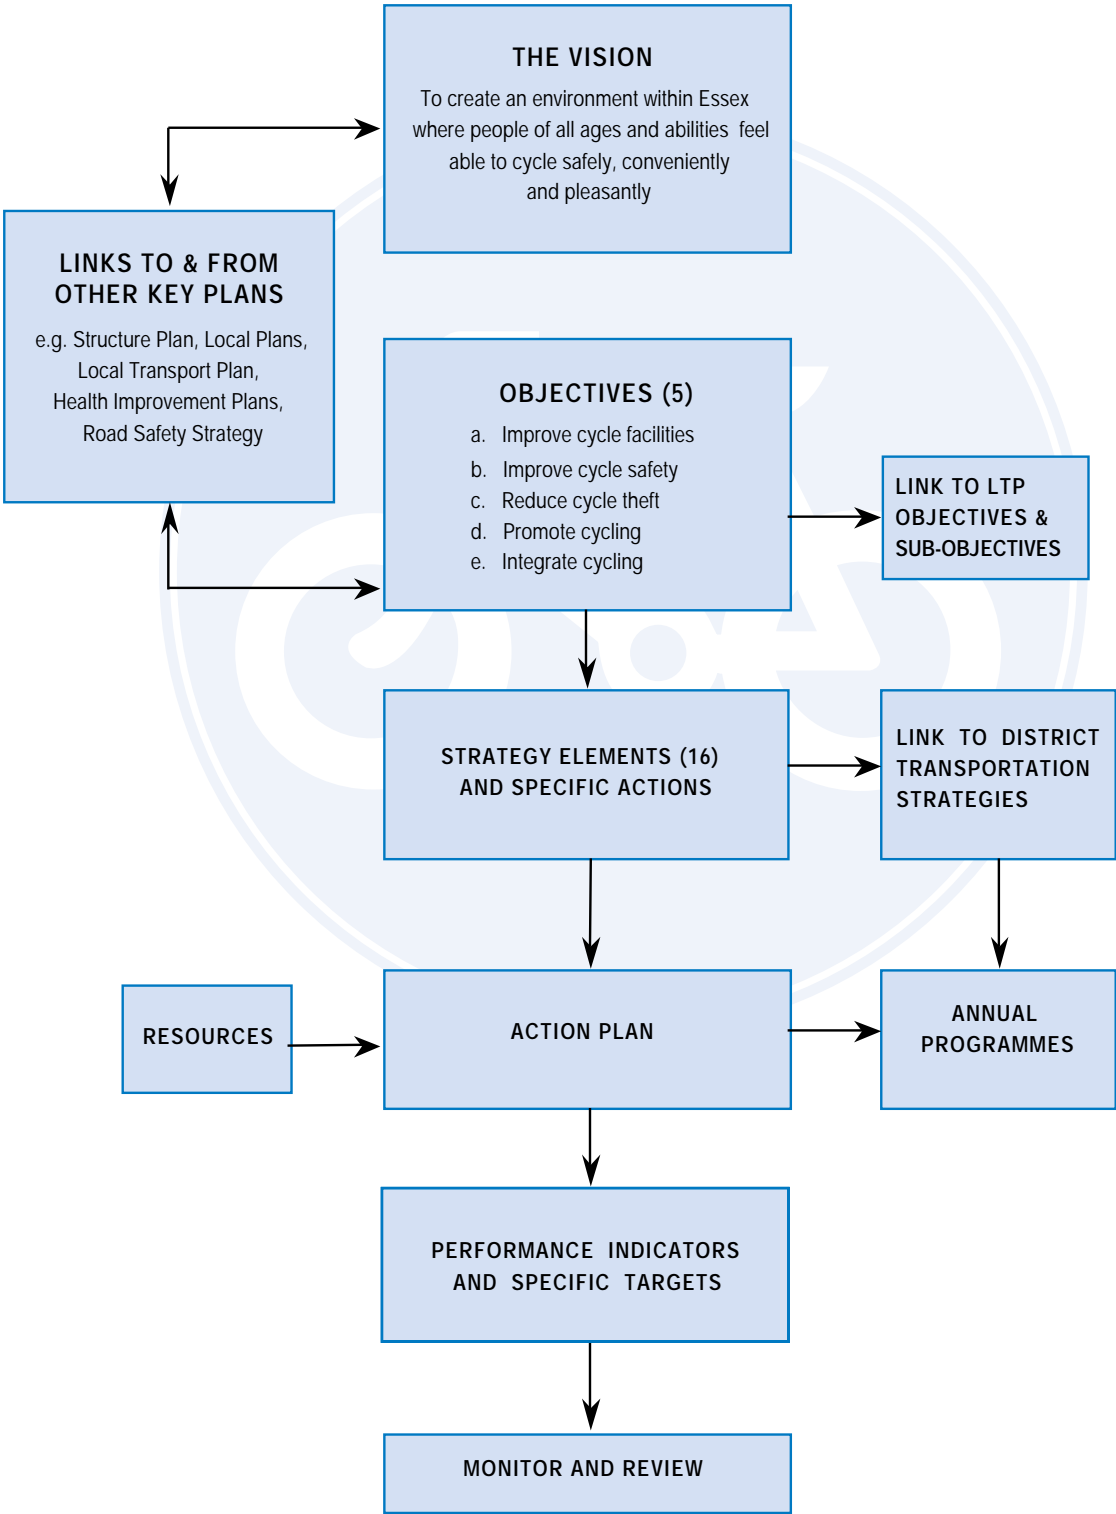 THE VISION
To create an environment within Essex
where people of all ages and abilities feel
able to cycle safely, conveniently
and pleasantly
LINKS TO & FROM
OTHER KEY PLANS
e.g. Structure Plan, Local Plans,
Local Transport Plan,
Health Improvement Plans,
Road Safety Strategy
OBJECTIVES (5)
a. Improve cycle facilities
b. Improve cycle safety
c. Reduce cycle theft
d. Promote cycling
e. Integrate cycling
LINK TO LTP
OBJECTIVES &
SUB-OBJECTIVES
STRATEGY ELEMENTS (16)
AND SPECIFIC ACTIONS
LINK TO DISTRICT
TRANSPORTATION
STRATEGIES
RESOURCES
ACTION PLAN
ANNUAL
PROGRAMMES
PERFORMANCE INDICATORS
AND SPECIFIC TARGETS
MONITOR AND REVIEW